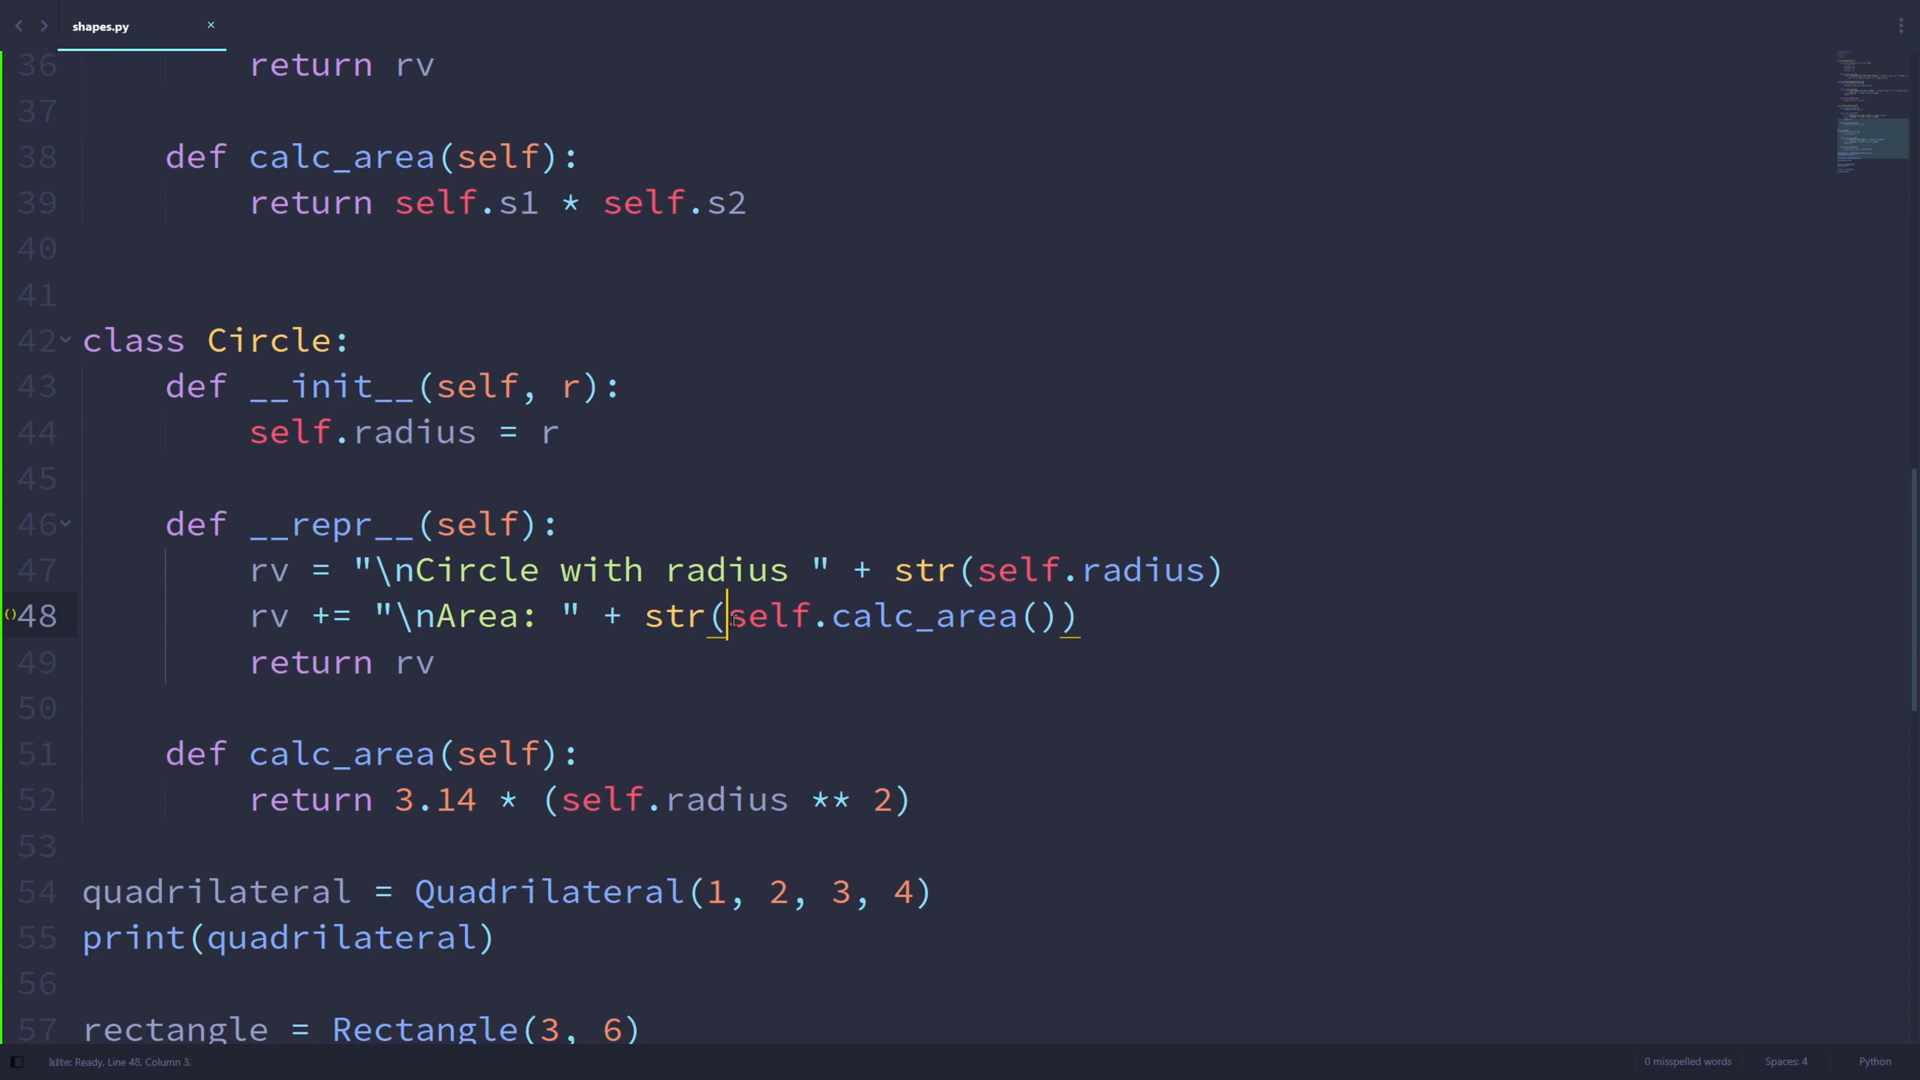 shapes.py
36 return rv
37
38 def calc_area(self):
39 return self.s1 * self.s2
40
41
42 class Circle:
43 def __init__(self, r):
44 self.radius = r
45
46 def __repr__(self):
47 rv = "\nCircle with radius " + str(self.radius)
48 rv += "\nArea: " + str(self.calc_area())
49 return rv
50
51 def calc_area(self):
52 return 3.14 * (self.radius ** 2)
53
54 quadrilateral = Quadrilateral(1, 2, 3, 4)
55 print(quadrilateral)
56
57 rectangle = Rectangle(3, 6)
Ready, Line 48, Column 3. 0 misspelled words Spaces: 4 Python